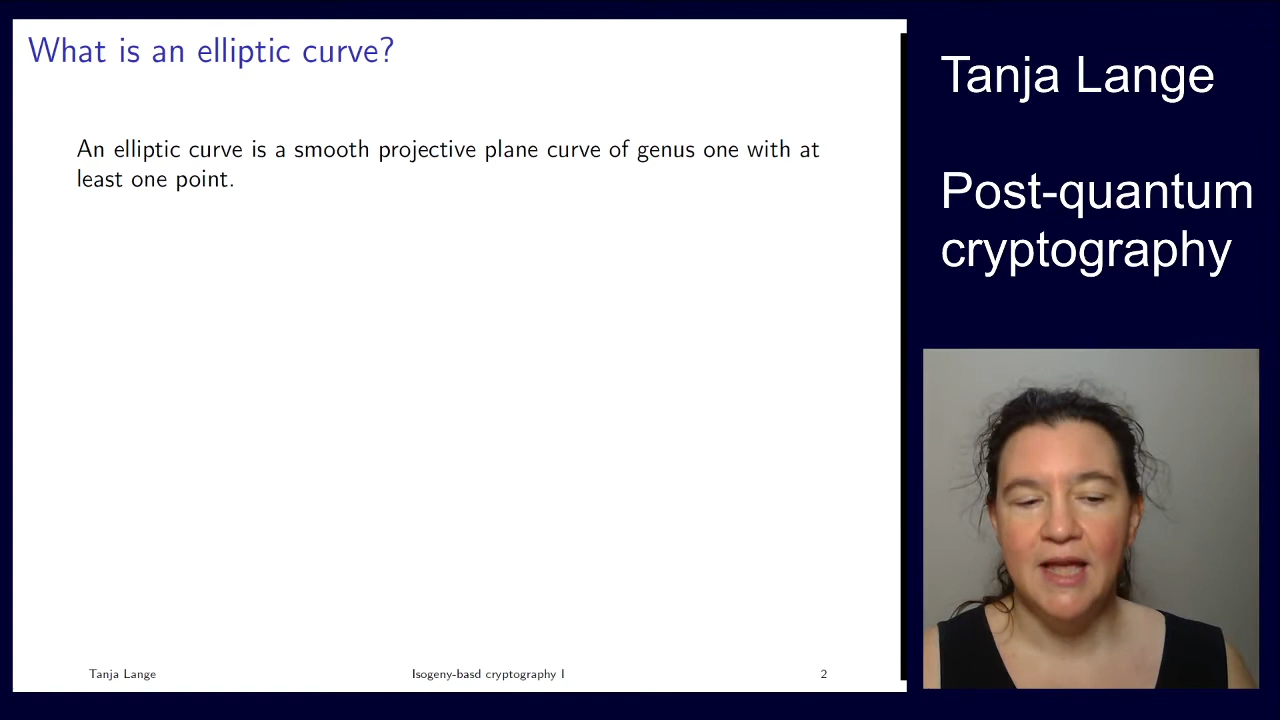 What is an elliptic curve?
An elliptic curve is a smooth projective plane curve of genus one with at
least one point.
Tanja Lange
Isogeny-basd cryptography I
2
Tanja Lange
Post-quantum
cryptography